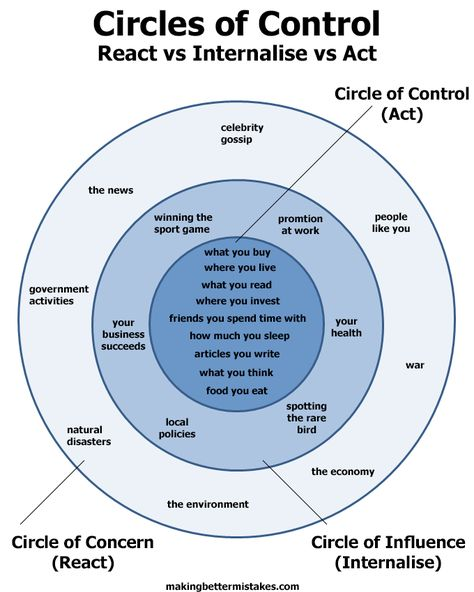 Circles of Control
React vs Internalise vs Act
Circle of Control
(Act)
celebrity
gossip
the news
people
like you
winning the
sport game
promtion
at work
what you buy
where you live
what you read
where you invest
friends you spend time with
how much you sleep
articles you write
what you think
food you eat
government
activities
your
business
succeeds
your
health
war
natural
disasters
local
policies
spotting
the rare
bird
the economy
the environment
Circle of Concern
(React)
Circle of Influence
(Internalise)
makingbettermistakes.com